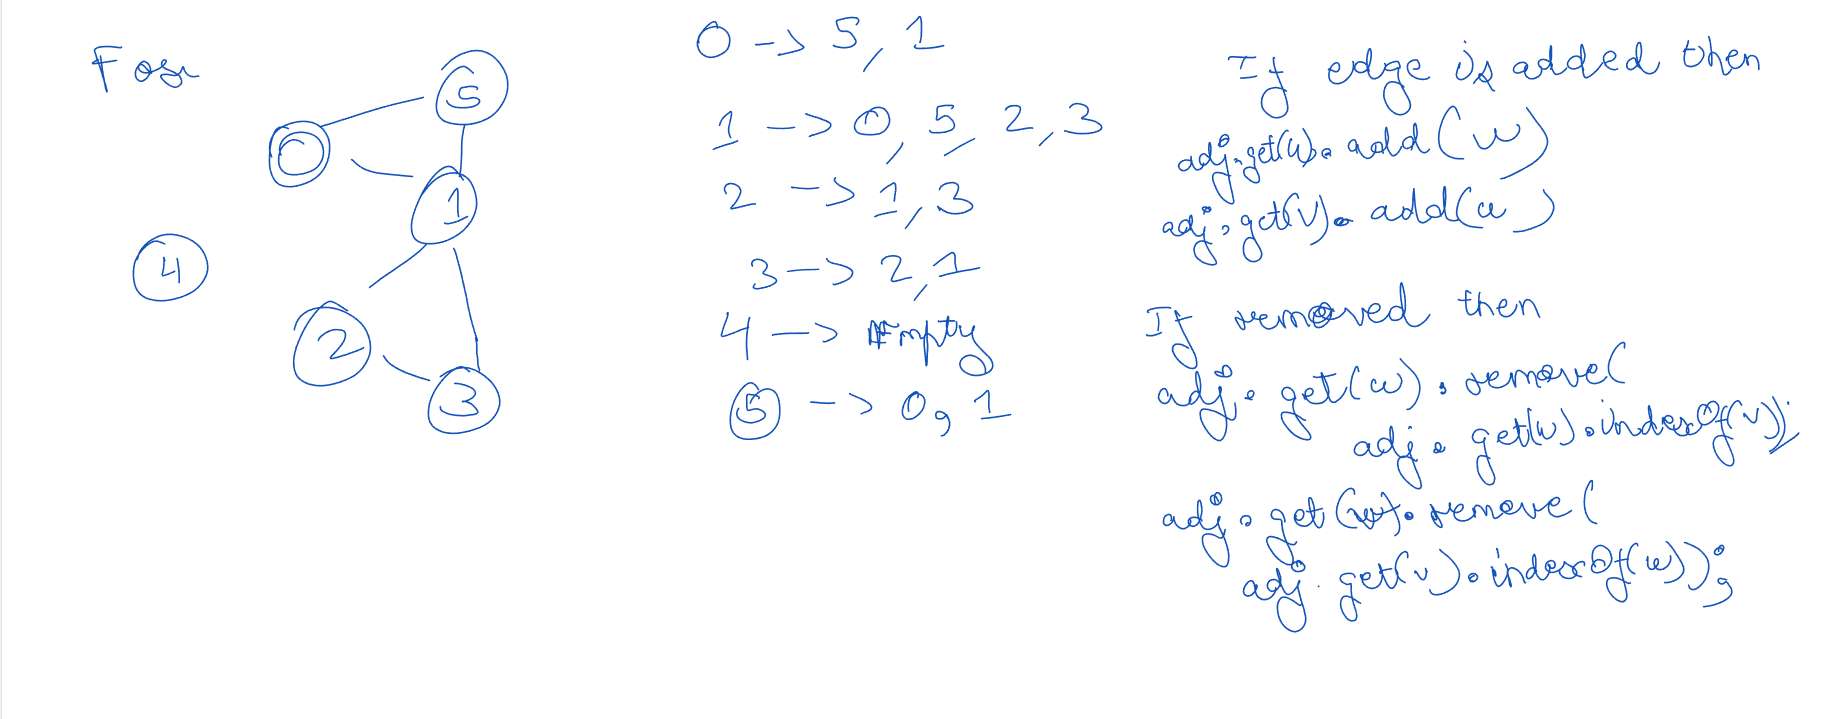 For
5
0
1
4
2
3
0 -> 5, 1
1 -> 0, 5, 2, 3
2 -> 1, 3
3 -> 2, 1
4 -> Empty
5 -> 0, 1
If edge is added then
adj.get(u).add(v)
adj.get(v).add(u)
If removed then
adj.get(u).remove(
adj.get(u).indexOf(v));
adj.get(v).remove(
adj.get(v).indexOf(u));